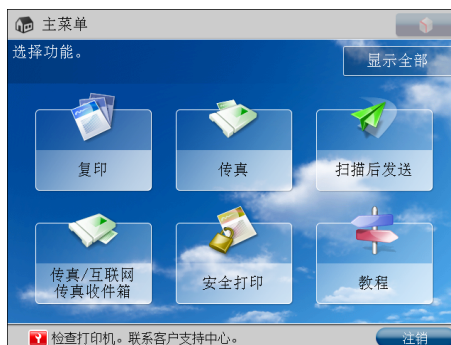 主菜单
选择功能。
显示全部
复印
传真
扫描后发送
传真/互联网
传真收件箱
安全打印
教程
检查打印机。联系客户支持中心。
注销